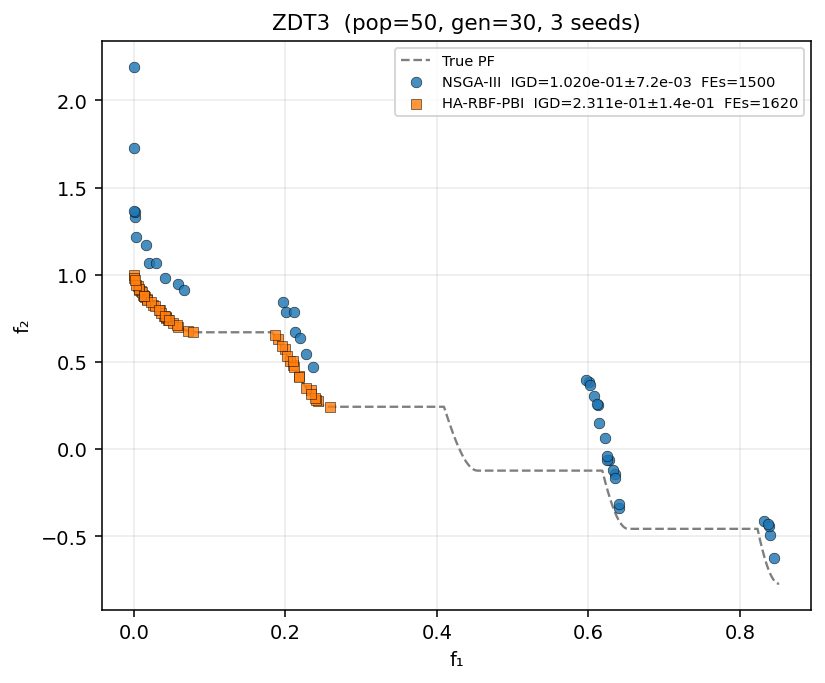 ZDT3 (pop=50, gen=30, 3 seeds)
True PF
NSGA-III IGD=1.020e-01±7.2e-03 FEs=1500
HA-RBF-PBI IGD=2.311e-01±1.4e-01 FEs=1620
f₂
2.0
1.5
1.0
0.5
0.0
−0.5
0.0 0.2 0.4 0.6 0.8
f₁